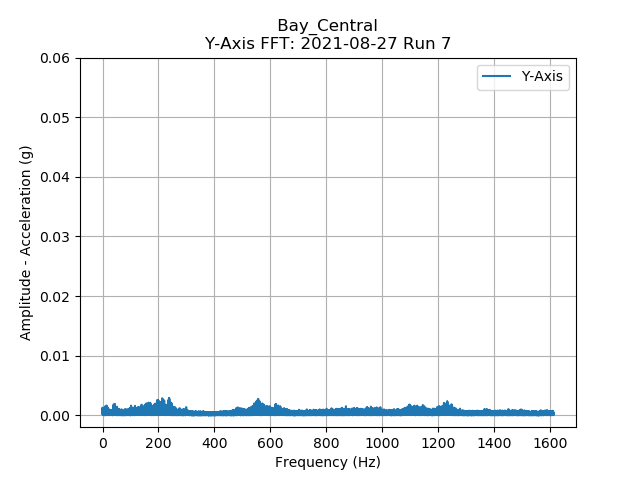 Bay_Central
Y-Axis FFT: 2021-08-27 Run 7
Y-Axis
Amplitude - Acceleration (g)
0.06
0.05
0.04
0.03
0.02
0.01
0.00
0 200 400 600 800 1000 1200 1400 1600
Frequency (Hz)